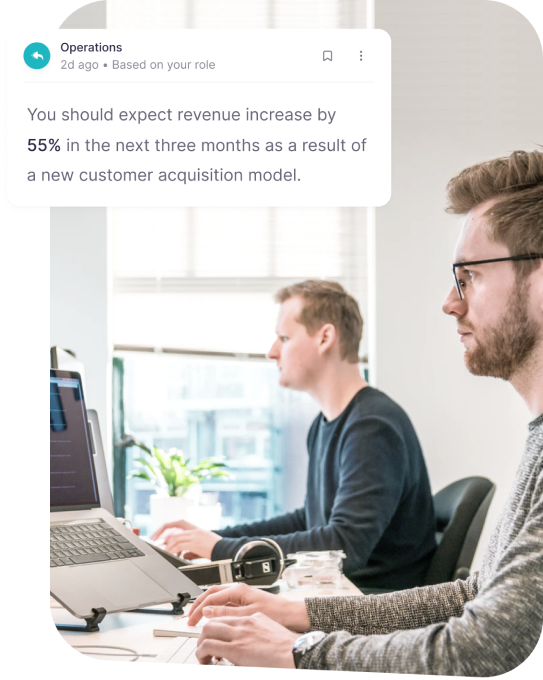 Operations
2d ago • Based on your role
You should expect revenue increase by
55% in the next three months as a result of
a new customer acquisition model.